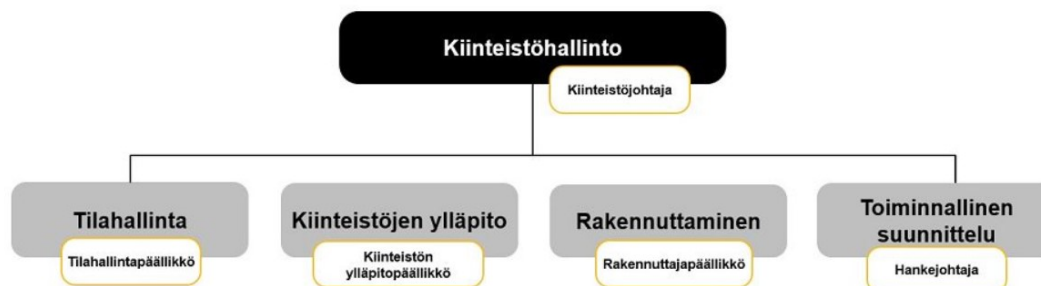 Kiinteistöhallinto
Kiinteistöjohtaja
Tilahallinta
Tilahallintapäällikkö
Kiinteistöjen ylläpito
Kiinteistön
ylläpitopäällikkö
Rakennuttaminen
Rakennuttajapäällikkö
Toiminnallinen
suunnittelu
Hankejohtaja